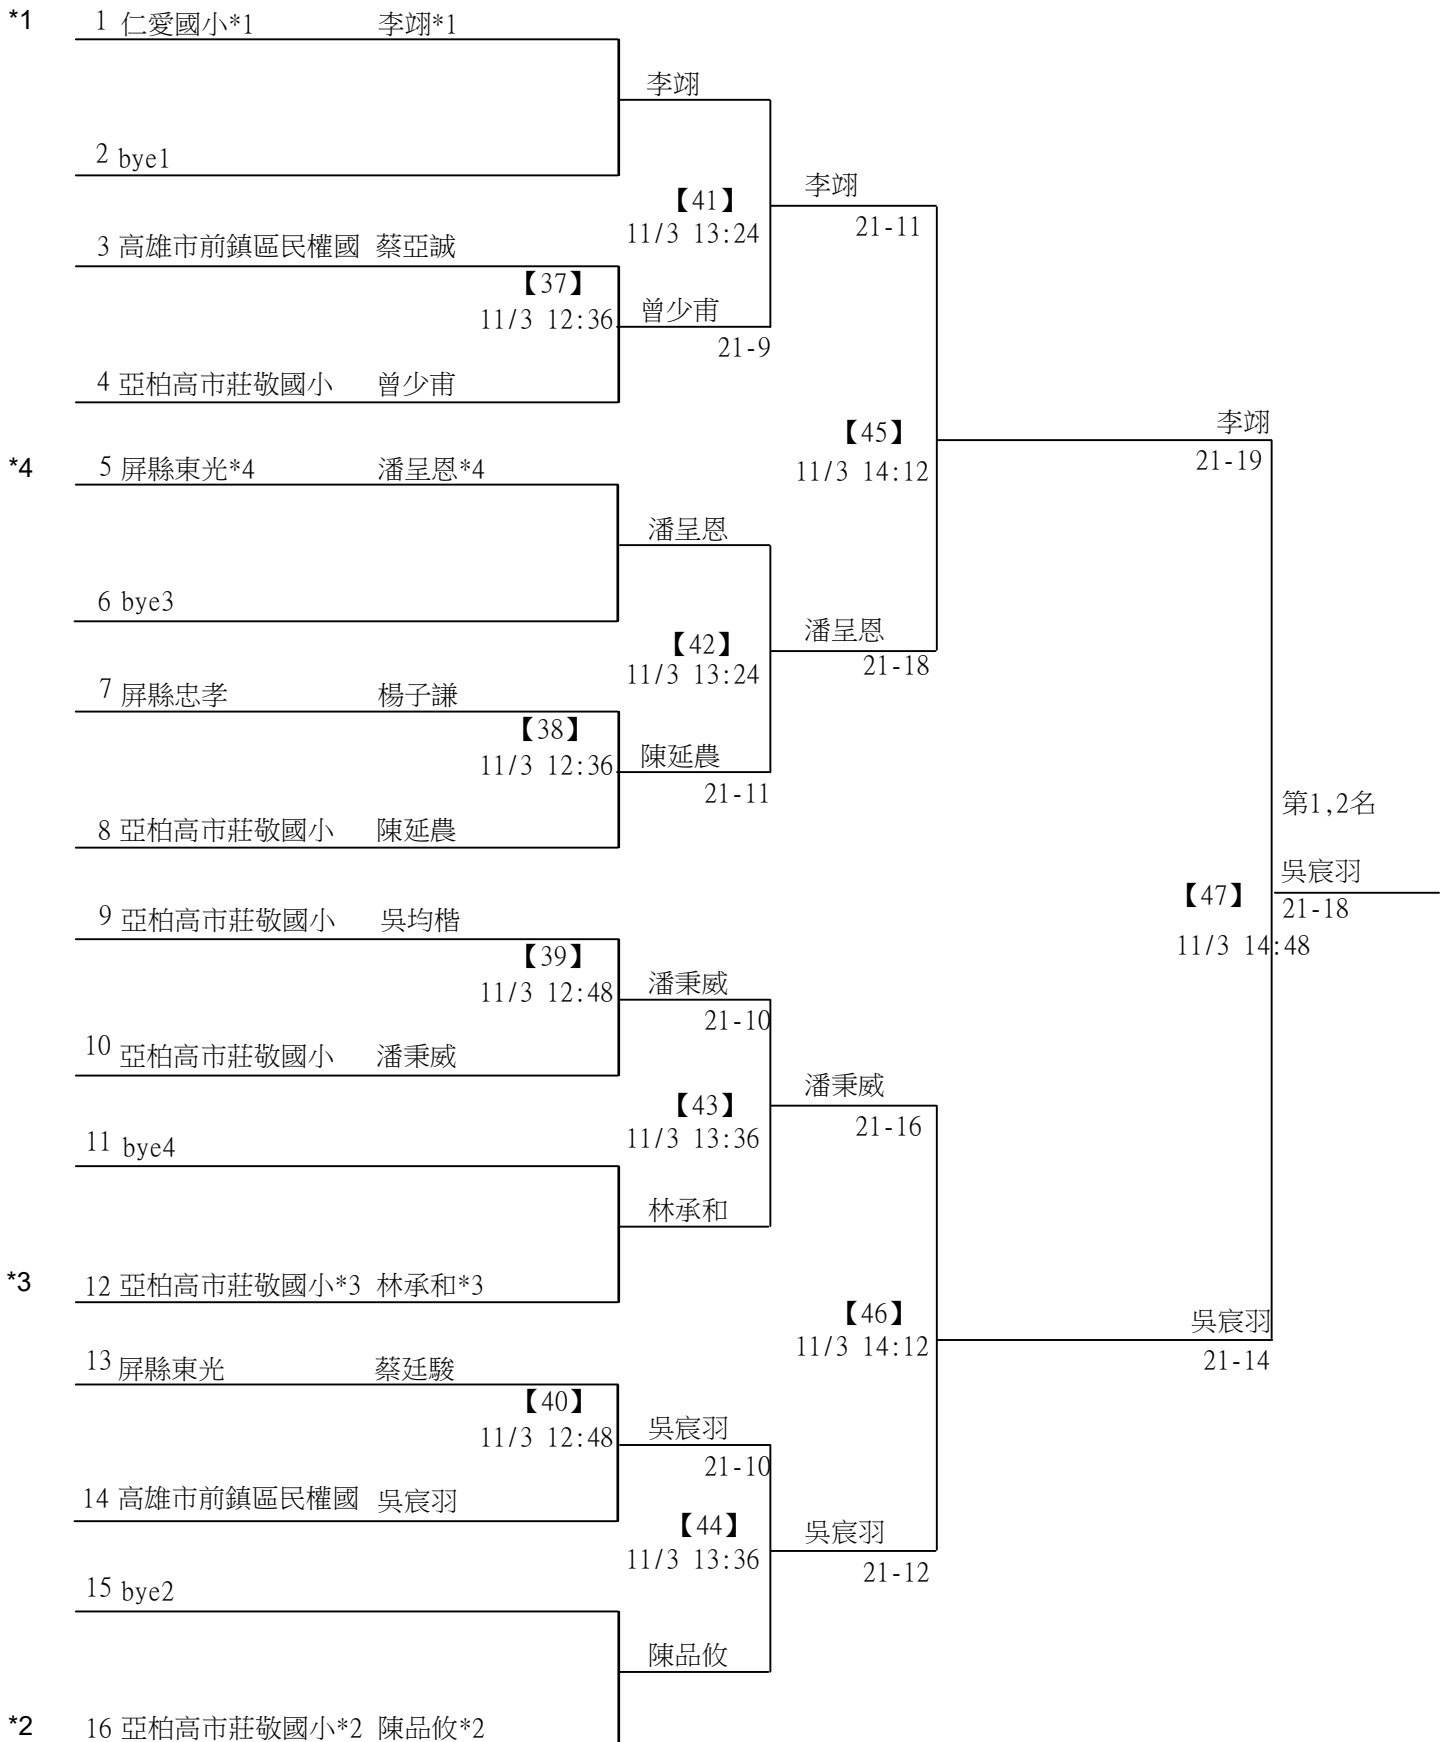 *1 1 仁愛國小*1 李翊*1
李翊
2 bye1
【41】 李翊
11/3 13:24 21-11
3 高雄市前鎮區民權國 蔡亞誠
【37】
11/3 12:36 曾少甫
21-9
4 亞柏高市莊敬國小 曾少甫
【45】 李翊
*4 5 屏縣東光*4 潘呈恩*4 11/3 14:12 21-19
潘呈恩
6 bye3
【42】 潘呈恩
11/3 13:24 21-18
7 屏縣忠孝 楊子謙
【38】
11/3 12:36 陳延農
21-11
第1,2名
8 亞柏高市莊敬國小 陳延農
吳宸羽
【47】 21-18
9 亞柏高市莊敬國小 吳均楷
11/3 14:48
【39】
11/3 12:48 潘秉威
21-10
10 亞柏高市莊敬國小 潘秉威
潘秉威
【43】 21-16
11/3 13:36
11 bye4
林承和
*3 12 亞柏高市莊敬國小*3 林承和*3
【46】 吳宸羽
11/3 14:12 21-14
13 屏縣東光 蔡廷駿
【40】
11/3 12:48 吳宸羽
21-10
14 高雄市前鎮區民權國 吳宸羽
【44】 吳宸羽
11/3 13:36 21-12
15 bye2
陳品攸
*2 16 亞柏高市莊敬國小*2 陳品攸*2